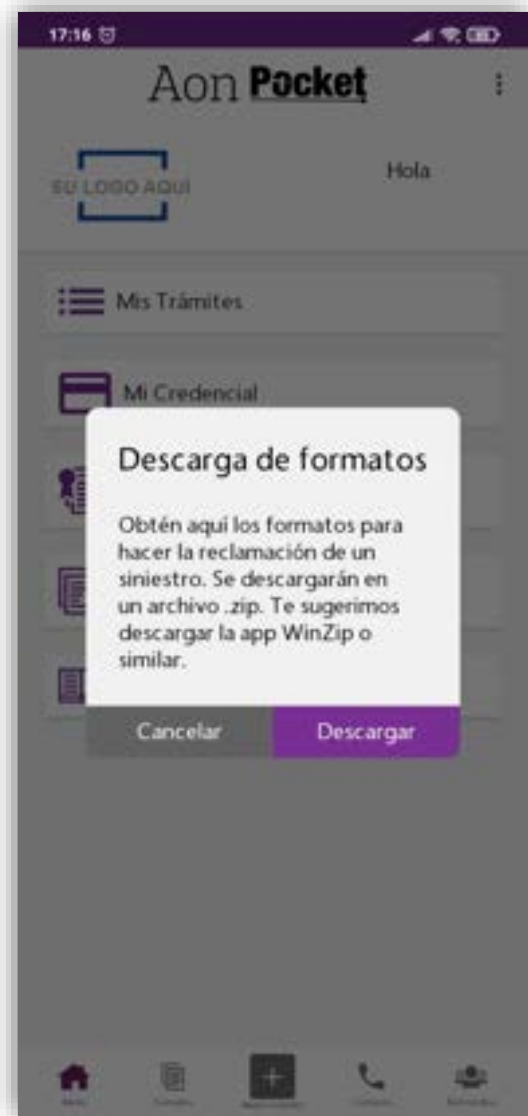 17:16
Aon Pocket
SU LOGO AQUÍ
Hola
Mis Trámites
Mi Credencial
Descarga de formatos
Obtén aquí los formatos para
hacer la reclamación de un
siniestro. Se descargarán en
un archivo .zip. Te sugerimos
descargar la app WinZip o
similar.
Cancelar
Descargar